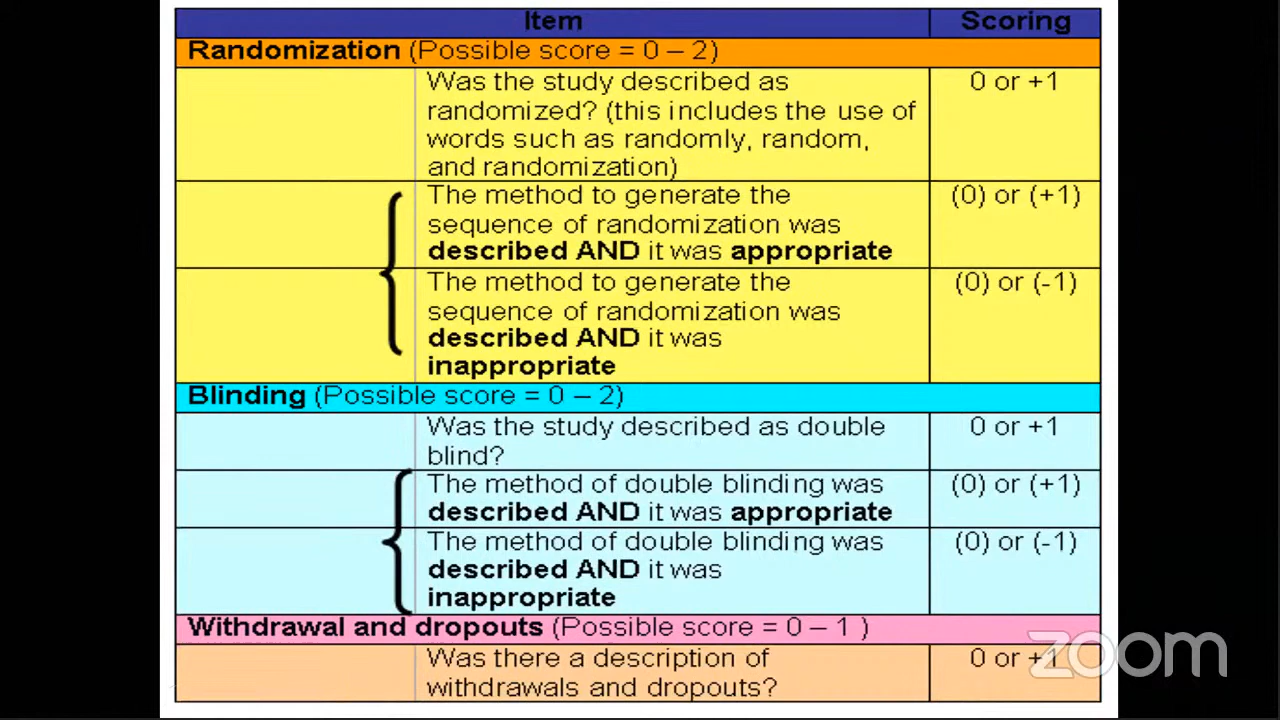 Item Scoring
Randomization (Possible score = 0 – 2)
Was the study described as 0 or +1
randomized? (this includes the use of
words such as randomly, random,
and randomization)
The method to generate the (0) or (+1)
sequence of randomization was
described AND it was appropriate
The method to generate the (0) or (-1)
sequence of randomization was
described AND it was
inappropriate
Blinding (Possible score = 0 – 2)
Was the study described as double 0 or +1
blind?
The method of double blinding was (0) or (+1)
described AND it was appropriate
The method of double blinding was (0) or (-1)
described AND it was
inappropriate
Withdrawal and dropouts (Possible score = 0 – 1 )
Was there a description of 0 or +1
withdrawals and dropouts?
zoom